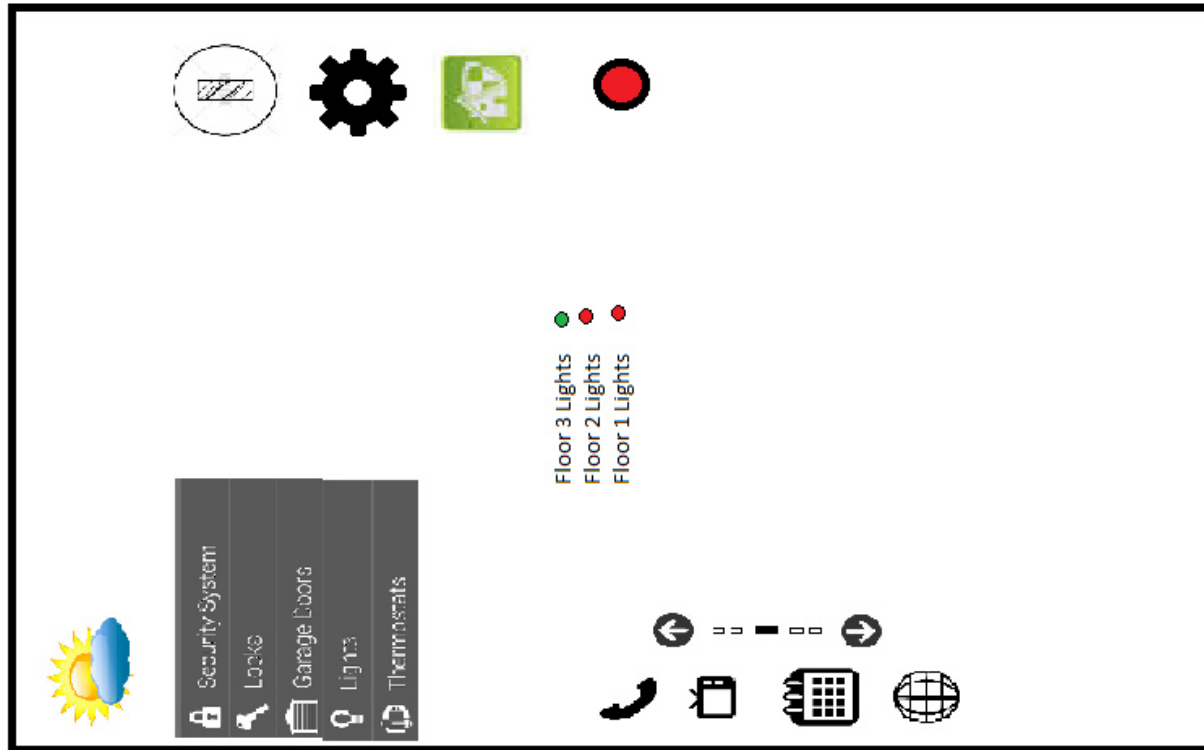 Security System
Locks
Garage Doors
Lights
Thermostats
Floor 3 Lights
Floor 2 Lights
Floor 1 Lights